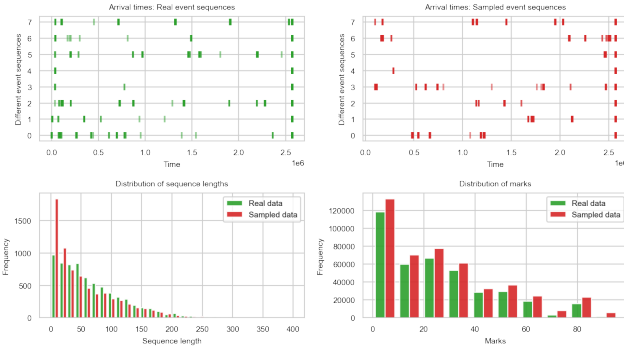 Arrival times: Real event sequences
Different event sequences
7
6
5
4
3
2
1
0
0.0 0.5 1.0 1.5 2.0 2.5
1e6
Time
Arrival times: Sampled event sequences
Different event sequences
7
6
5
4
3
2
1
0
0.0 0.5 1.0 1.5 2.0 2.5
1e6
Time
Distribution of sequence lengths
Frequency
1500
1000
500
0
Real data
Sampled data
0 50 100 150 200 250 300 350 400
Sequence length
Distribution of marks
Frequency
120000
100000
80000
60000
40000
20000
0
Real data
Sampled data
0 20 40 60 80
Marks